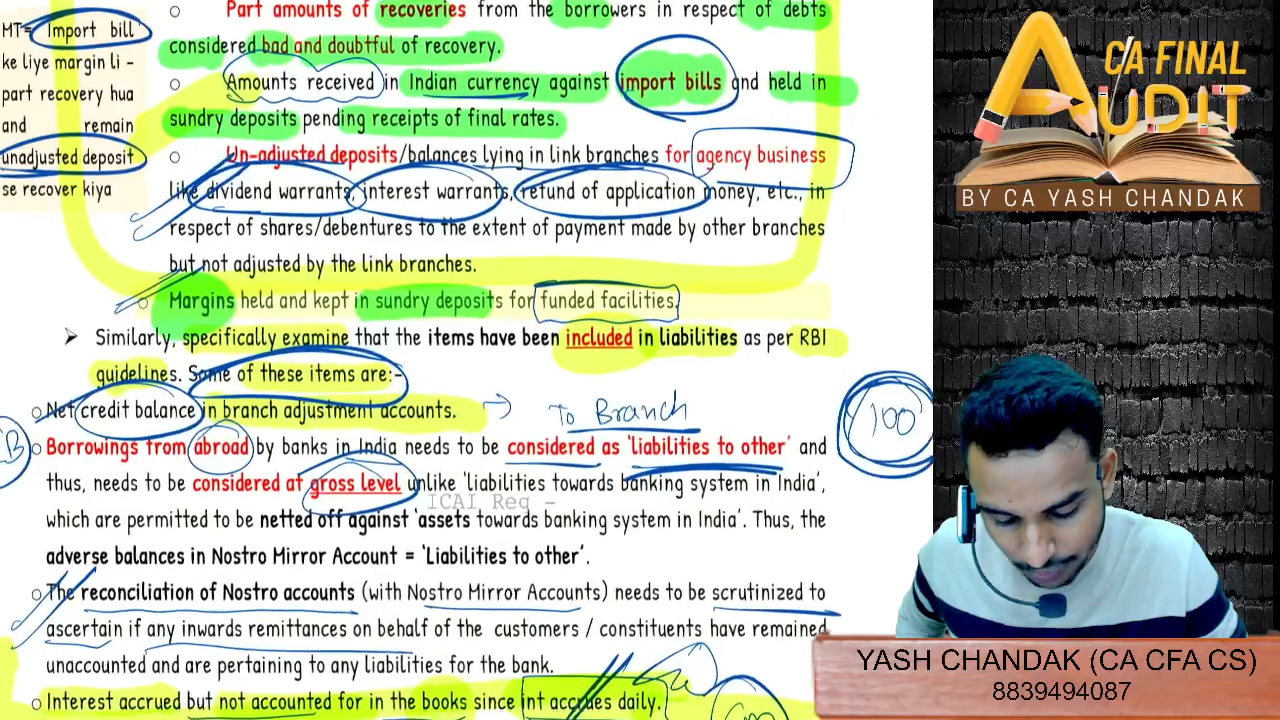 Part amounts of recoveries from the borrowers in respect of debts
considered bad and doubtful of recovery.
Amounts received in Indian currency against import bills and held in
sundry deposits pending receipts of final rates.
Un-adjusted deposits/balances lying in link branches for agency business
like dividend warrants, interest warrants, refund of application money, etc., in
respect of shares/debentures to the extent of payment made by other branches
but not adjusted by the link branches.
Margins held and kept in sundry deposits for funded facilities.
Similarly, specifically examine that the items have been included in liabilities as per RBI
guidelines. Some of these items are:-
Net credit balance in branch adjustment accounts.
To Branch
Borrowings from abroad by banks in India needs to be considered as 'liabilities to other' and
thus, needs to be considered at gross level unlike 'liabilities towards banking system in India',
ICAI Req -
which are permitted to be netted off against 'assets towards banking system in India'. Thus, the
adverse balances in Nostro Mirror Account = 'Liabilities to other'.
The reconciliation of Nostro accounts (with Nostro Mirror Accounts) needs to be scrutinized to
ascertain if any inwards remittances on behalf of the customers / constituents have remained
unaccounted and are pertaining to any liabilities for the bank.
Interest accrued but not accounted for in the books since int accrues daily.
MT= Import bill
ke liye margin li -
part recovery hua
and remain
unadjusted deposit
se recover kiya
100
CA FINAL
AUDIT
BY CA YASH CHANDAK
YASH CHANDAK (CA CFA CS)
8839494087